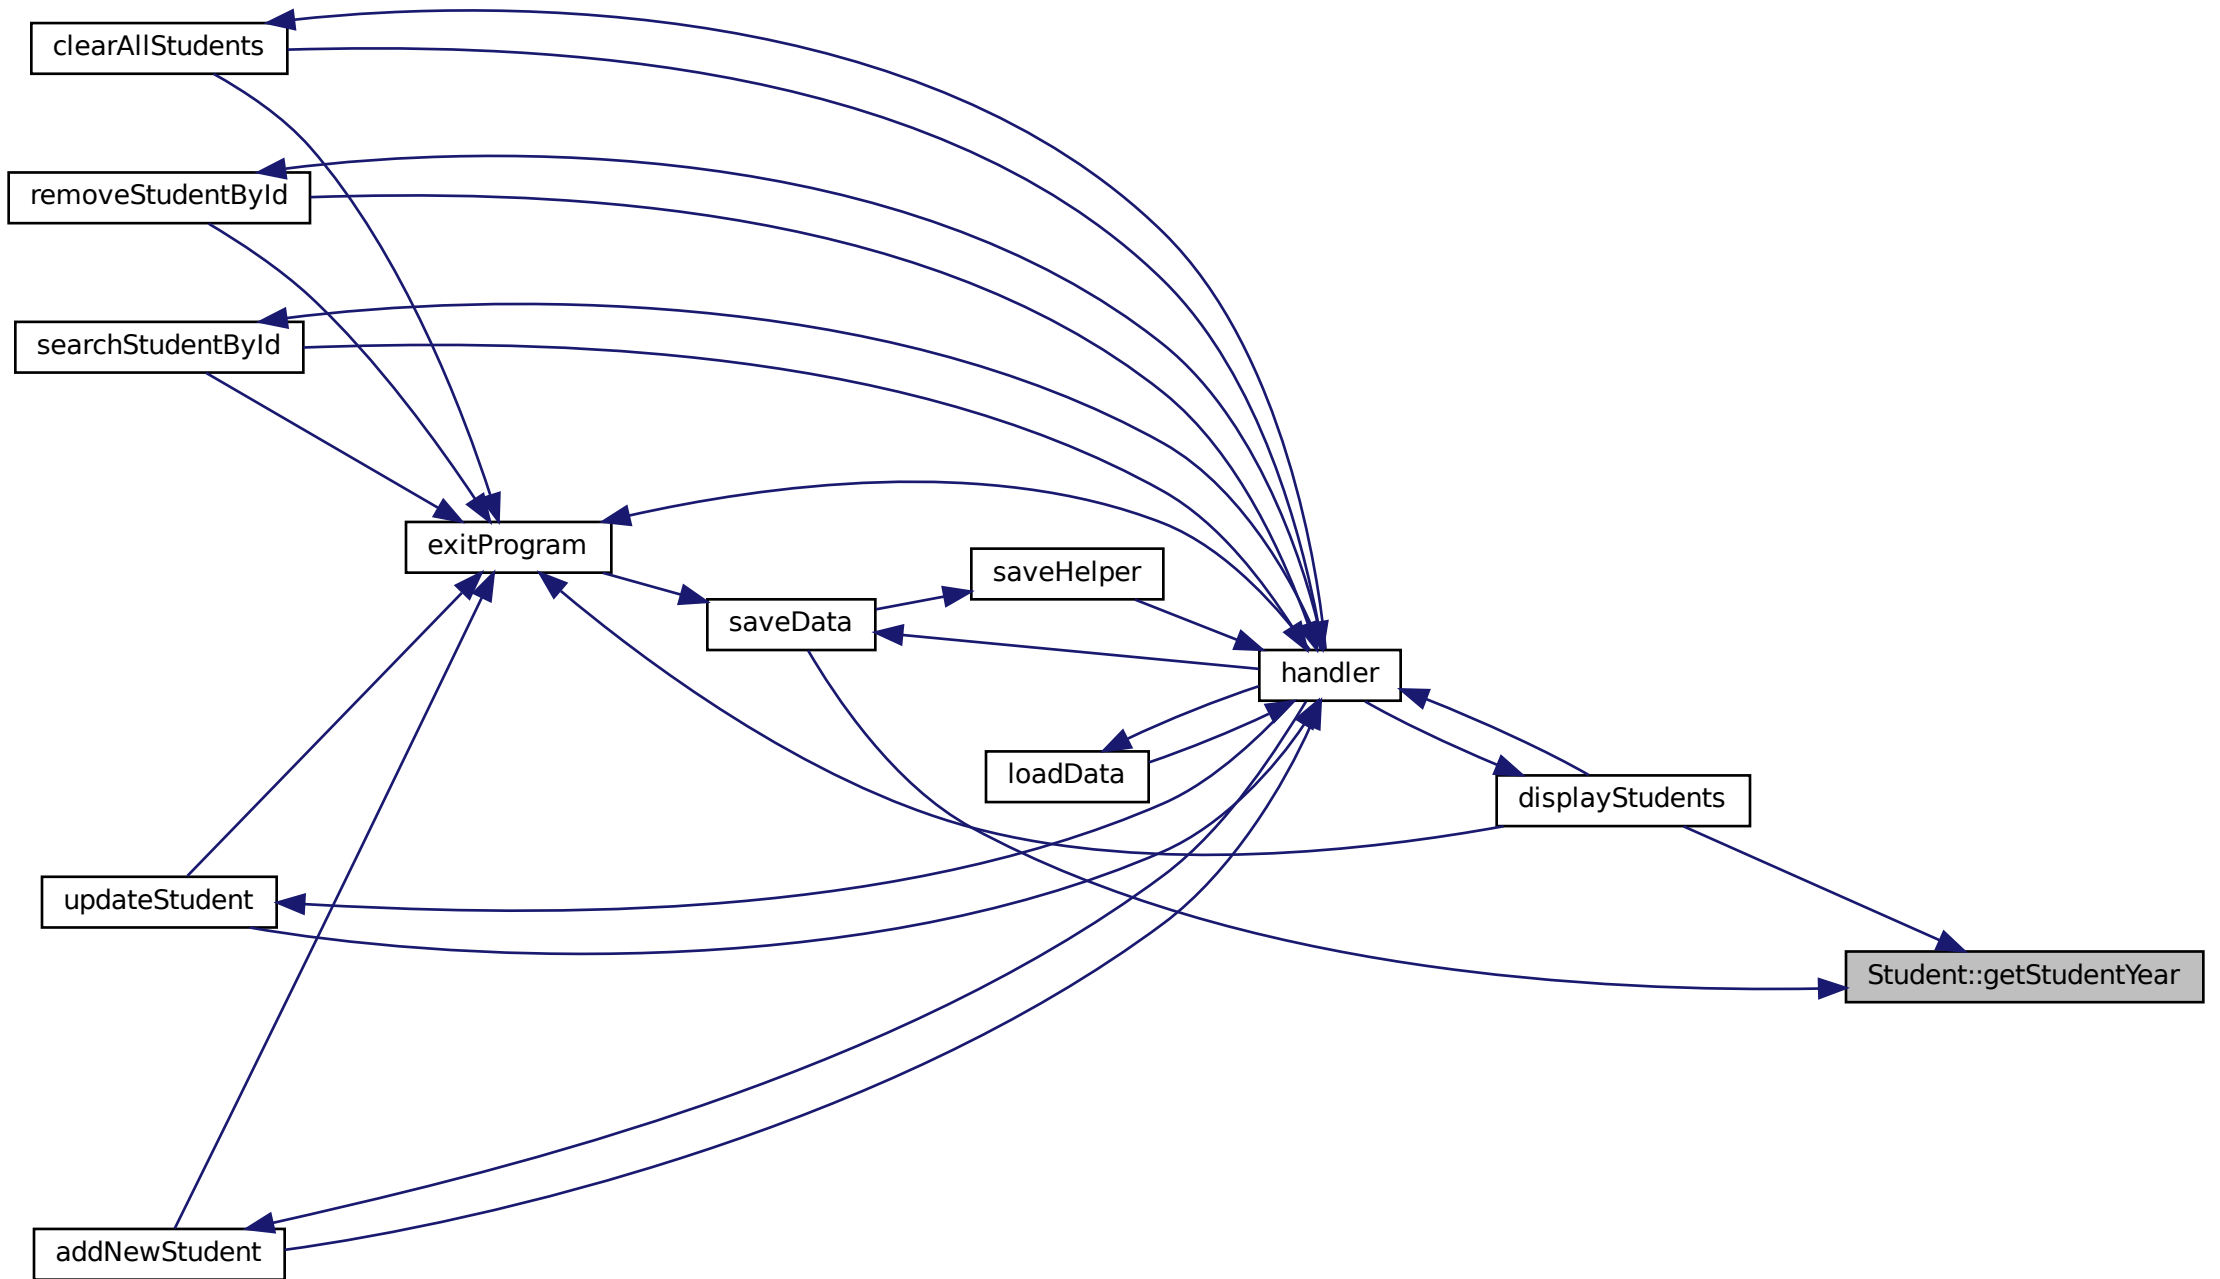 clearAllStudents
removeStudentById
searchStudentById
exitProgram
saveHelper
saveData
handler
loadData
displayStudents
updateStudent
Student::getStudentYear
addNewStudent